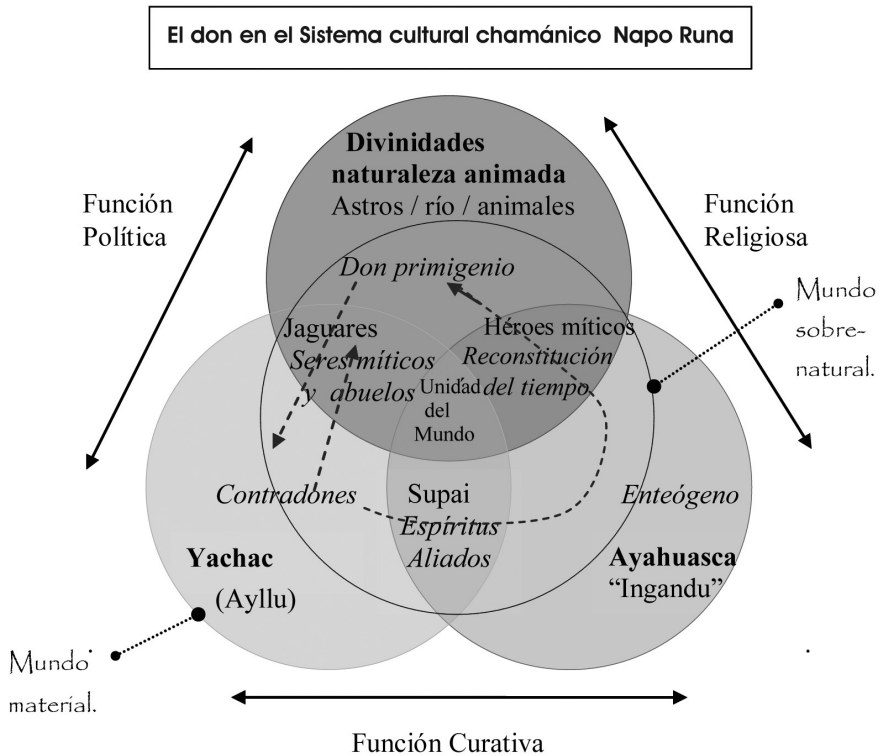 El don en el Sistema cultural chamánico Napo Runa
Divinidades
naturaleza animada
Astros / río / animales
Función
Política
Función
Religiosa
Don primigenio
Mundo
sobre-
natural.
Jaguares
Seres míticos
y abuelos
Héroes míticos
Reconstitución
del tiempo
Unidad
del
Mundo
Contradones
Supai
Espíritus
Aliados
Enteógeno
Yachac
(Ayllu)
Ayahuasca
“Ingandu”
Mundo
material.
Función Curativa